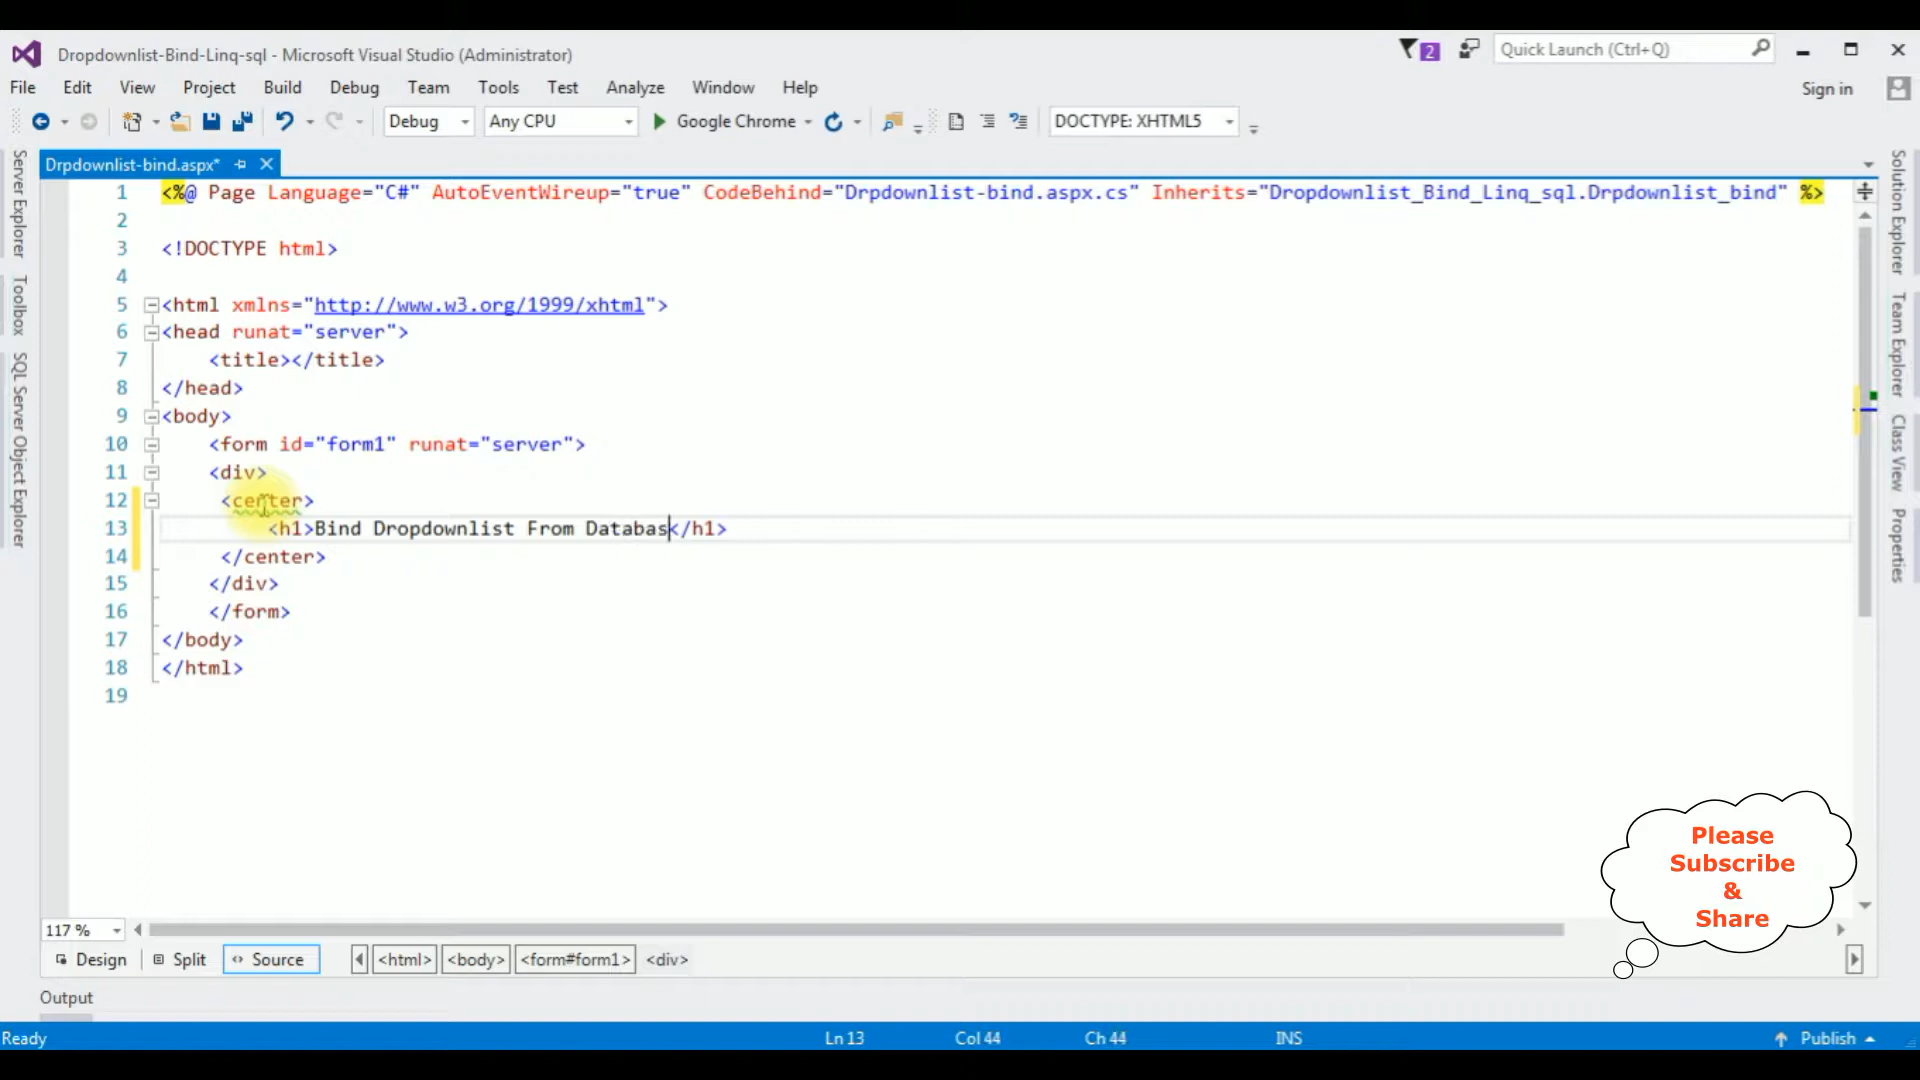 Dropdownlist-Bind-Linq-sql - Microsoft Visual Studio (Administrator)
2
Quick Launch (Ctrl+Q)
File Edit View Project Build Debug Team Tools Test Analyze Window Help
Sign in
Debug Any CPU Google Chrome DOCTYPE: XHTML5
Drpdownlist-bind.aspx*
Server Explorer
Toolbox
SQL Server Object Explorer
1 <%@ Page Language="C#" AutoEventWireup="true" CodeBehind="Drpdownlist-bind.aspx.cs" Inherits="Dropdownlist_Bind_Linq_sql.Drpdownlist_bind" %>
2
3 <!DOCTYPE html>
4
5 <html xmlns="http://www.w3.org/1999/xhtml">
6 <head runat="server">
7 <title></title>
8 </head>
9 <body>
10 <form id="form1" runat="server">
11 <div>
12 <center>
13 <h1>Bind Dropdownlist From Databas</h1>
14 </center>
15 </div>
16 </form>
17 </body>
18 </html>
19
Solution Explorer
Team Explorer
Class View
Properties
Please
Subscribe
&
Share
117 %
Design Split Source <html> <body> <form#form1> <div>
Output
Ready Ln 13 Col 44 Ch 44 INS Publish